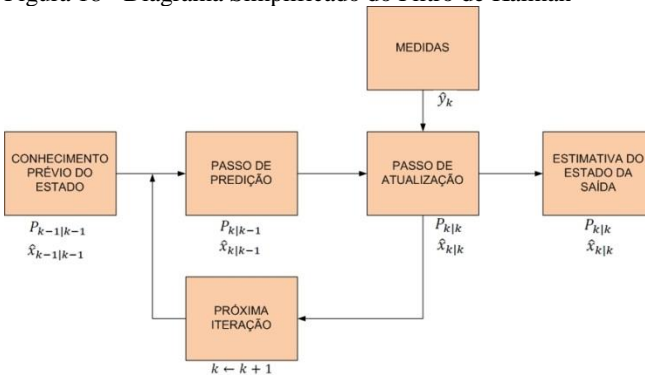 Figura 18 - Diagrama Simplificado do Filtro de Kalman
MEDIDAS
ŷ_k
CONHECIMENTO
PRÉVIO DO
ESTADO
P_{k-1|k-1}
x̂_{k-1|k-1}
PASSO DE
PREDIÇÃO
P_{k|k-1}
x̂_{k|k-1}
PASSO DE
ATUALIZAÇÃO
P_{k|k}
x̂_{k|k}
ESTIMATIVA DO
ESTADO DA
SAÍDA
P_{k|k}
x̂_{k|k}
PRÓXIMA
ITERAÇÃO
k ← k + 1